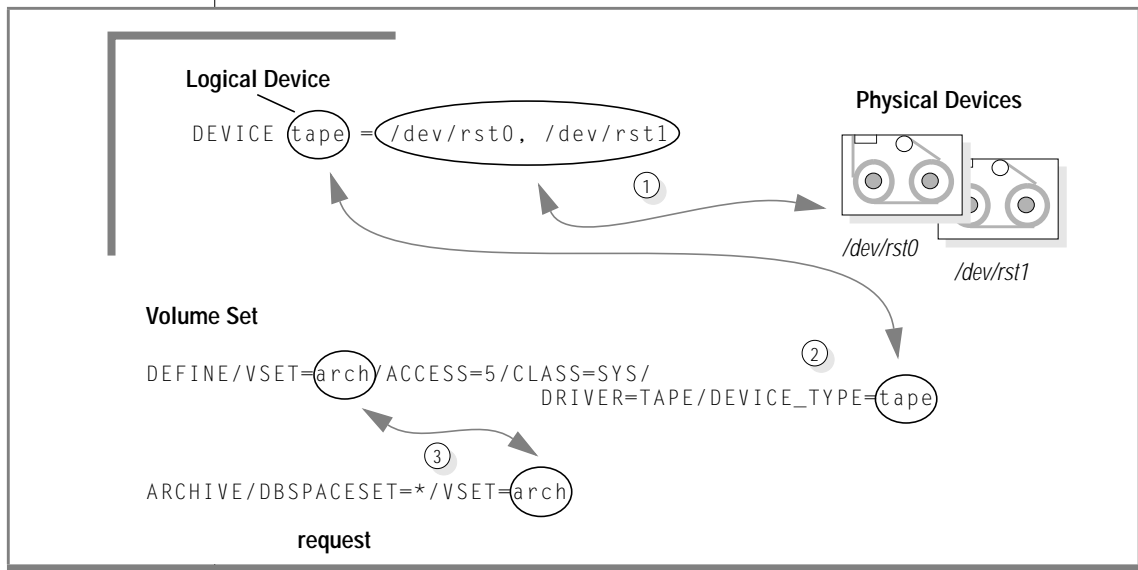 Logical Device
Physical Devices
DEVICE tape = /dev/rst0, /dev/rst1
1
/dev/rst0
/dev/rst1
Volume Set
2
DEFINE/VSET=arch/ACCESS=5/CLASS=SYS/
DRIVER=TAPE/DEVICE_TYPE=tape
3
ARCHIVE/DBSPACESET=*/VSET=arch
request